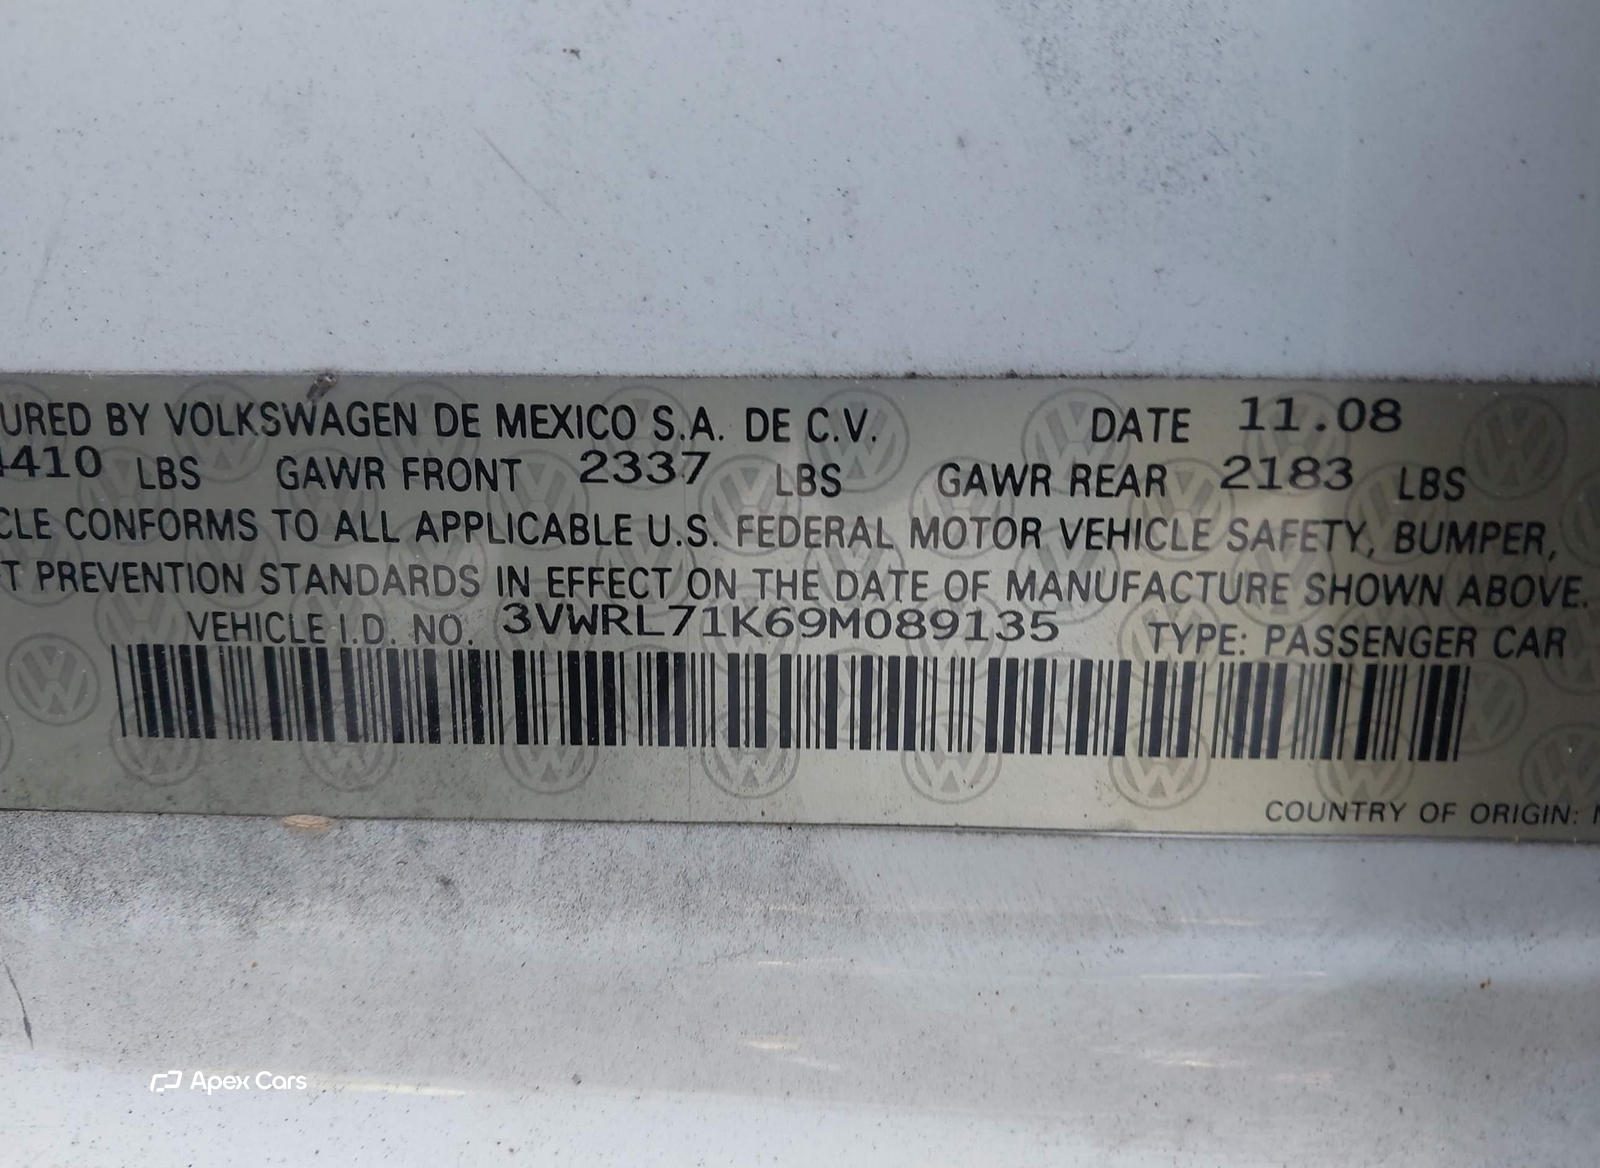 URED BY VOLKSWAGEN DE MEXICO S.A. DE C.V. DATE 11.08
4410 LBS GAWR FRONT 2337 LBS GAWR REAR 2183 LBS
CLE CONFORMS TO ALL APPLICABLE U.S. FEDERAL MOTOR VEHICLE SAFETY, BUMPER,
T PREVENTION STANDARDS IN EFFECT ON THE DATE OF MANUFACTURE SHOWN ABOVE.
VEHICLE I.D. NO. 3VWRL71K69M089135 TYPE: PASSENGER CAR
COUNTRY OF ORIGIN:
Apex Cars